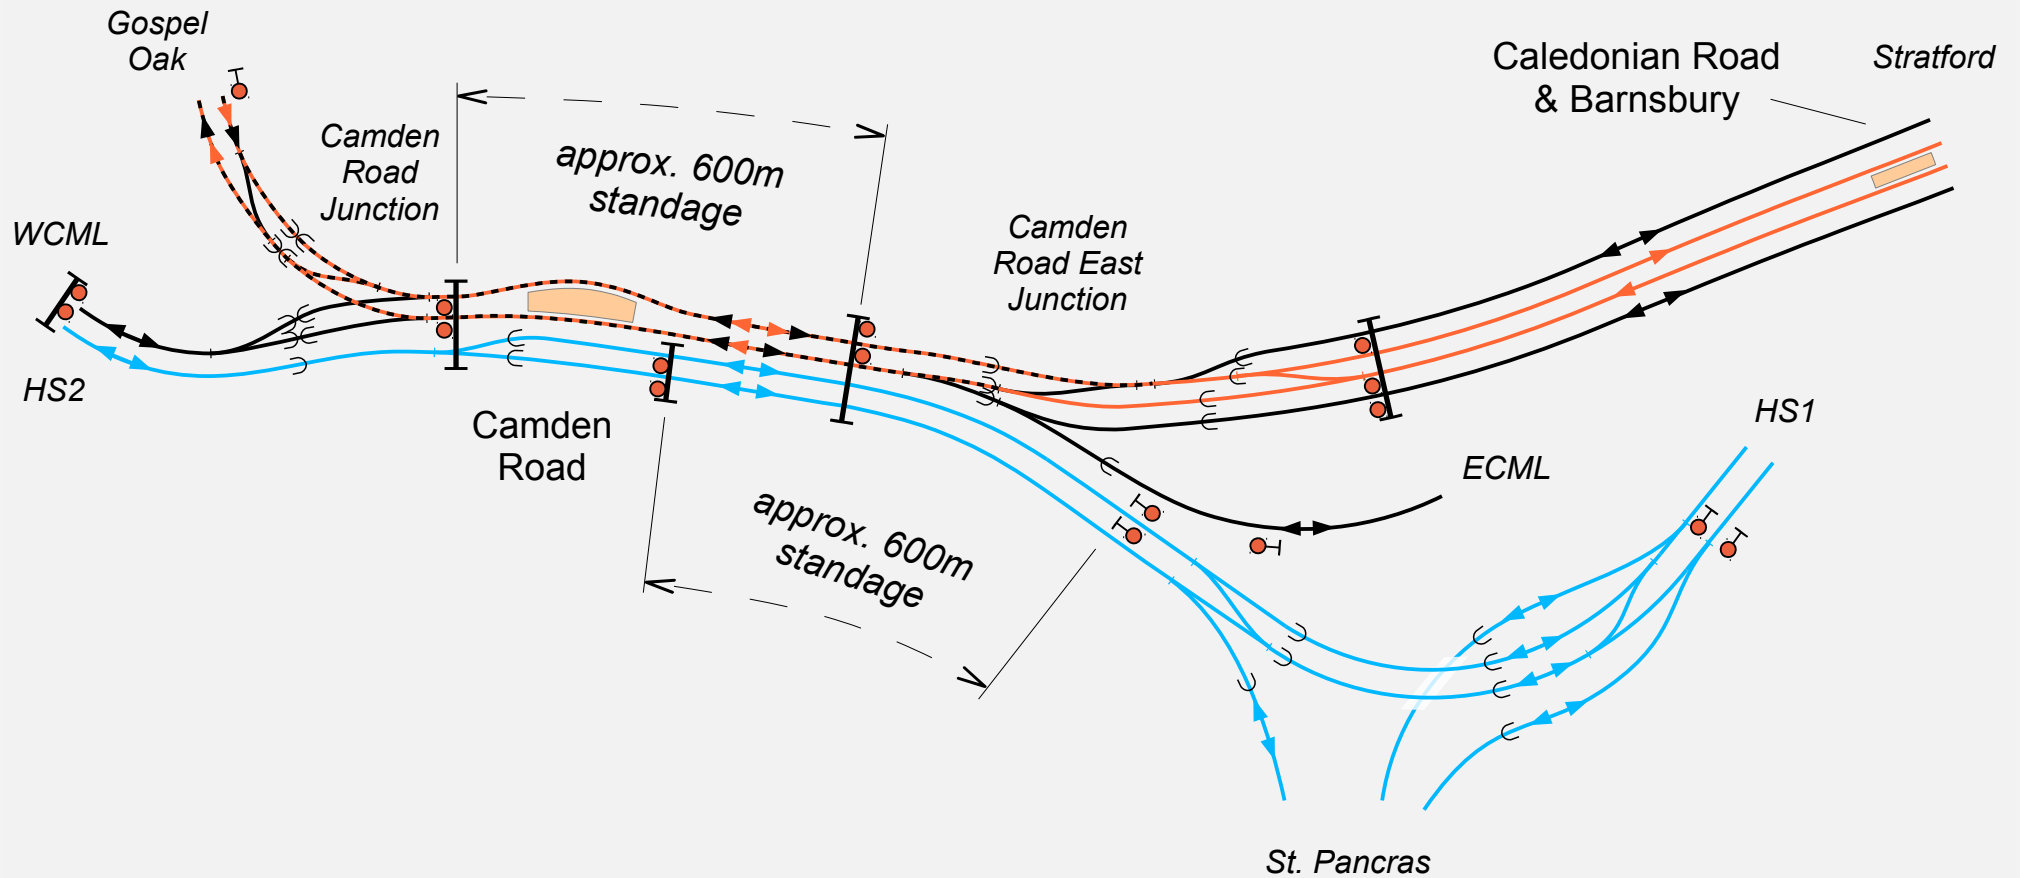 Gospel
Oak
Caledonian Road
& Barnsbury
Stratford
Camden
Road
Junction
approx. 600m
standage
WCML
Camden
Road East
Junction
HS2
Camden
Road
HS1
ECML
approx. 600m
standage
St. Pancras